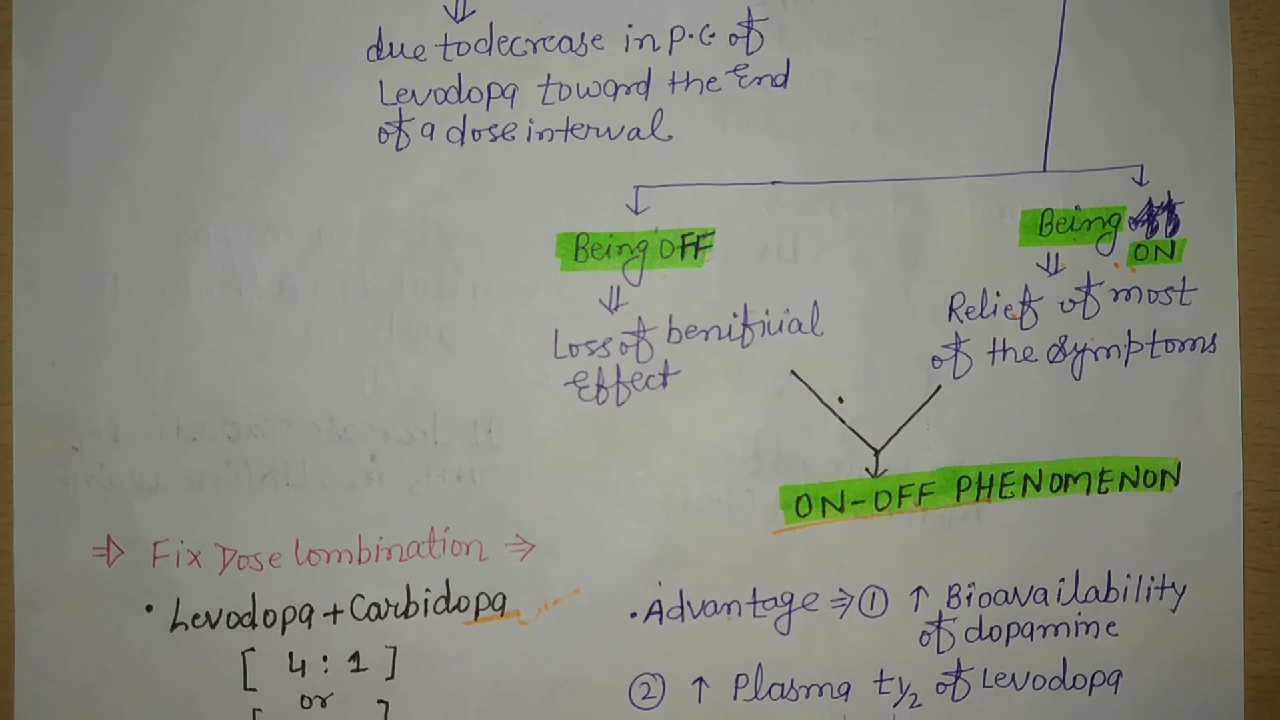 due to decrease in P.C of
Levodopa toward the End
of a dose interval
Being OFF
Loss of benificial
Effect
Being
ON
Relief of most
of the symptoms
ON-OFF PHENOMENON
⇒ Fix Dose Combination ⇒
• Levodopa + Carbidopa
[ 4 : 1 ]
or
[ ]
• Advantage ⇒ ① ↑ Bioavailability
of dopamine
② ↑ Plasma t1/2 of Levodopa